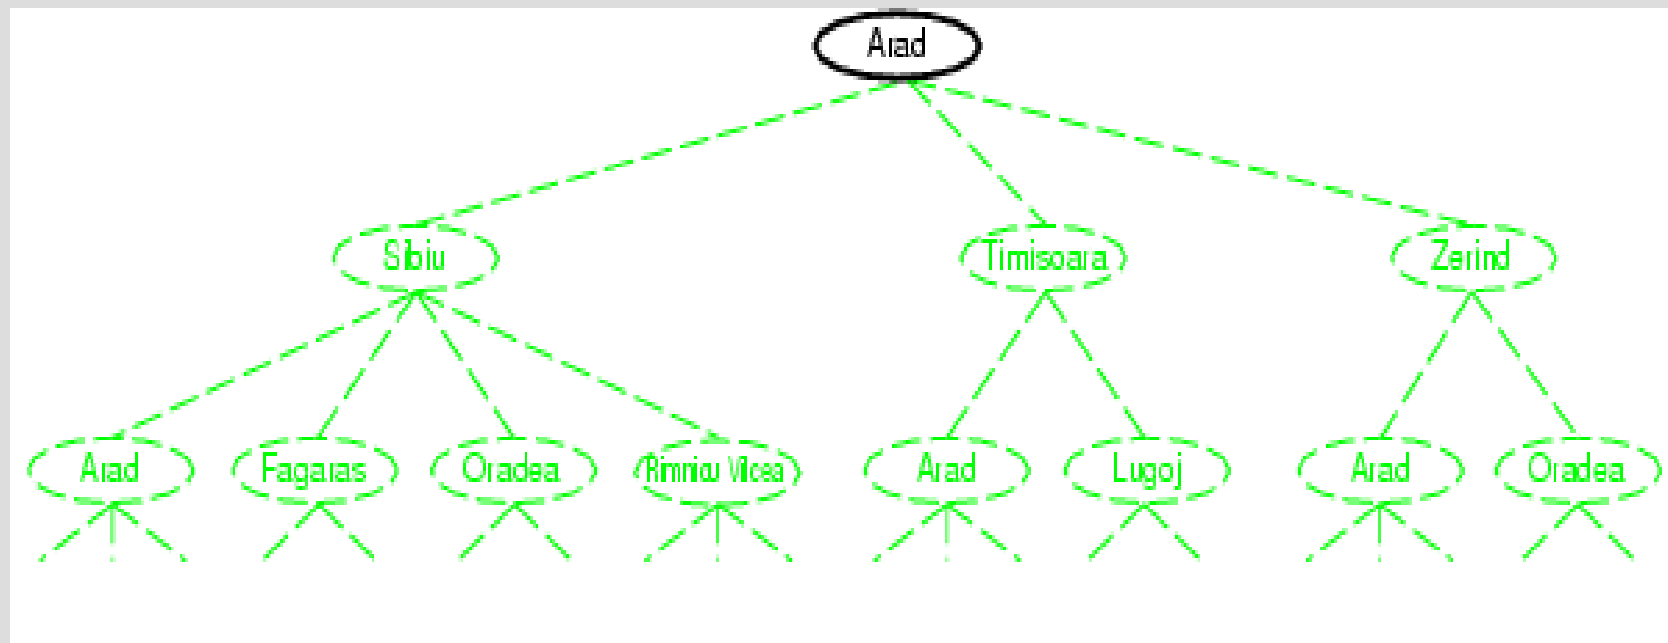 Arad
Sibiu
Timisoara
Zerind
Arad
Fagaras
Oradea
Rimnicu Vilcea
Arad
Lugoj
Arad
Oradea